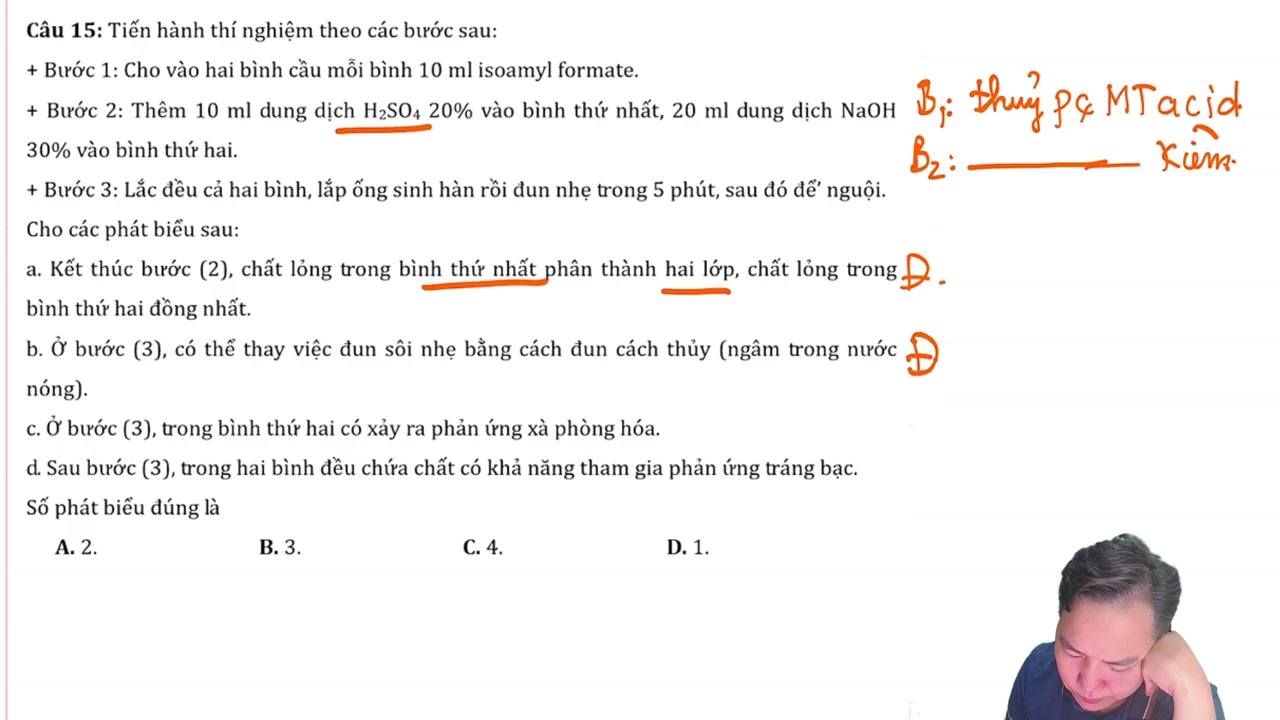 Câu 15: Tiến hành thí nghiệm theo các bước sau:
+ Bước 1: Cho vào hai bình cầu mỗi bình 10 ml isoamyl formate.
+ Bước 2: Thêm 10 ml dung dịch H₂SO₄ 20% vào bình thứ nhất, 20 ml dung dịch NaOH
30% vào bình thứ hai.
+ Bước 3: Lắc đều cả hai bình, lắp ống sinh hàn rồi đun nhẹ trong 5 phút, sau đó để nguội.
Cho các phát biểu sau:
a. Kết thúc bước (2), chất lỏng trong bình thứ nhất phân thành hai lớp, chất lỏng trong
bình thứ hai đồng nhất.
b. Ở bước (3), có thể thay việc đun sôi nhẹ bằng cách đun cách thủy (ngâm trong nước
nóng).
c. Ở bước (3), trong bình thứ hai có xảy ra phản ứng xà phòng hóa.
d. Sau bước (3), trong hai bình đều chứa chất có khả năng tham gia phản ứng tráng bạc.
Số phát biểu đúng là
A. 2. B. 3. C. 4. D. 1.
B₁: thuỷ pç MT acid
B₂: kiềm.
Đ.
Đ